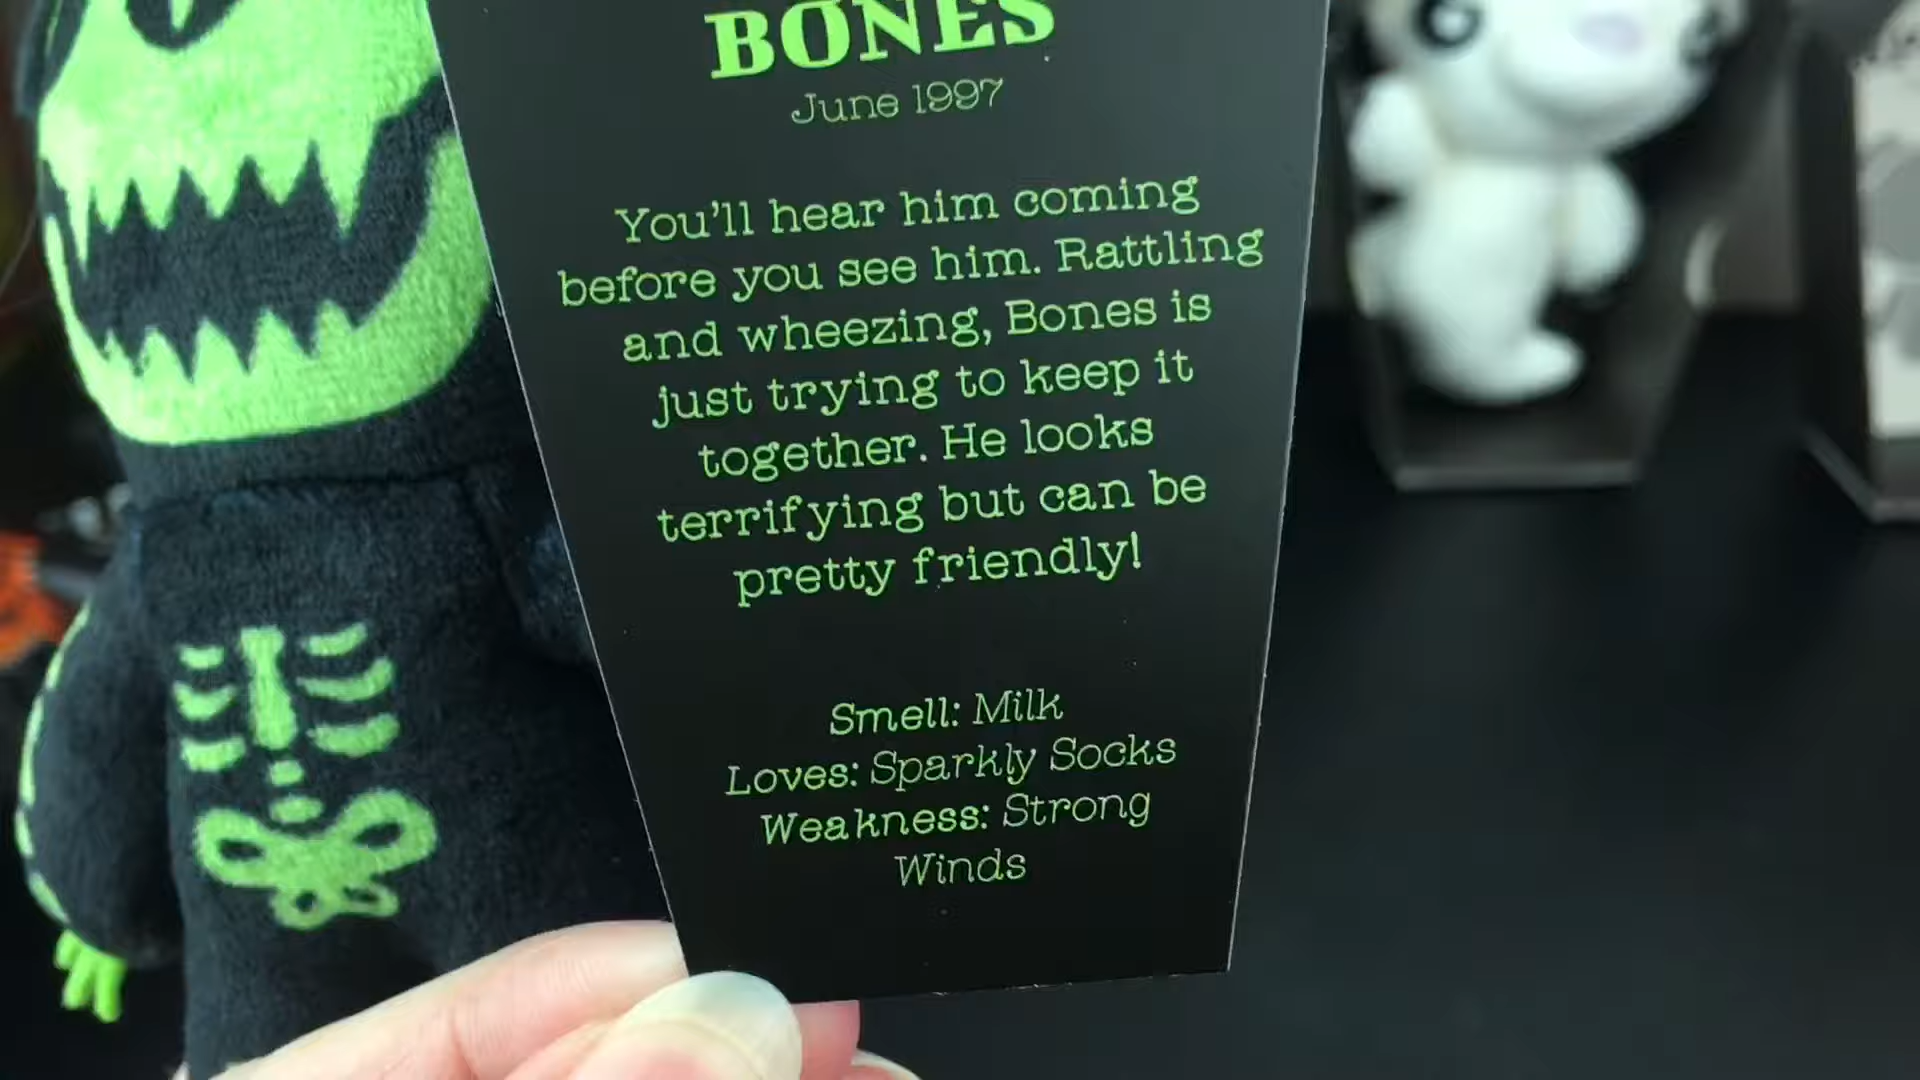 BONES
June 1997
You'll hear him coming
before you see him. Rattling
and wheezing, Bones is
just trying to keep it
together. He looks
terrifying but can be
pretty friendly!
Smell: Milk
Loves: Sparkly Socks
Weakness: Strong
Winds